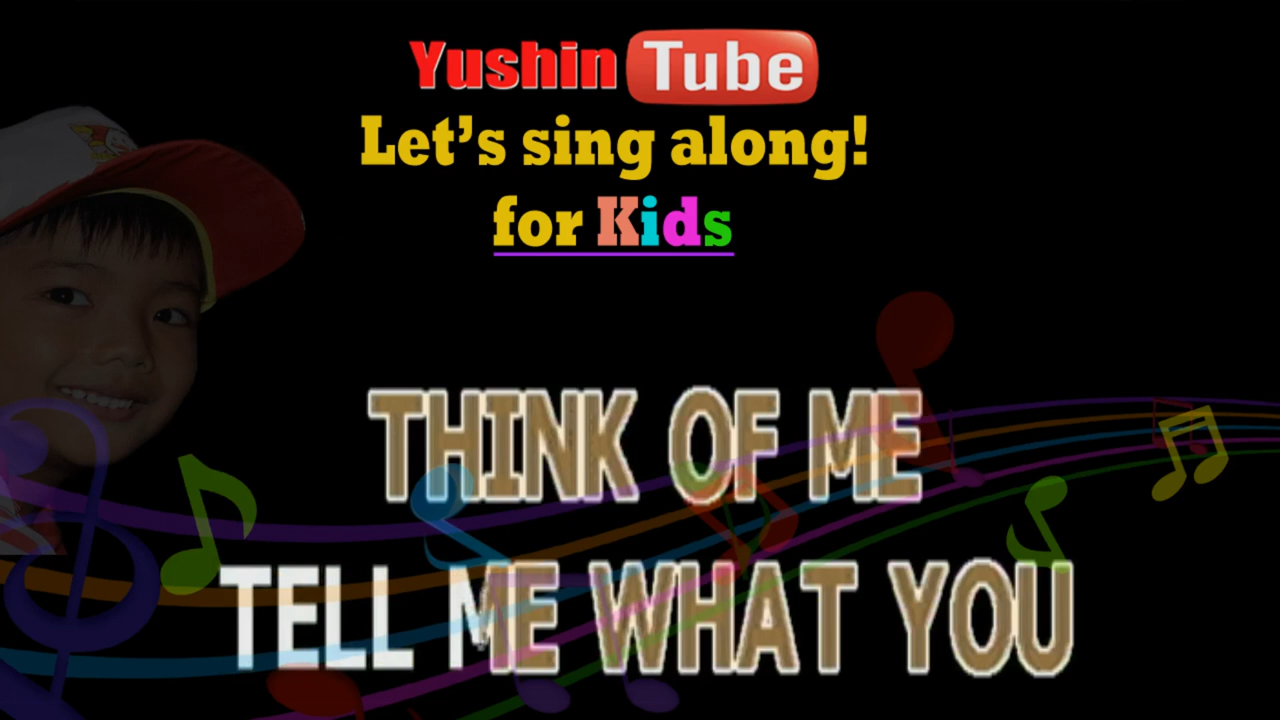 Yushin Tube
Let's sing along!
for Kids
THINK OF ME
TELL ME WHAT YOU